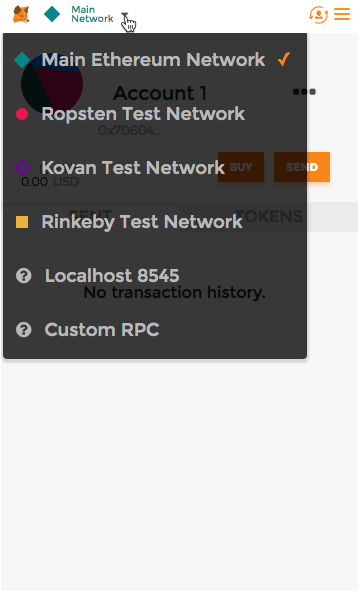 Main
Network
Main Ethereum Network
Account 1
Ropsten Test Network
0x70604...
Kovan Test Network
BUY
SEND
0.00 USD
SENT
TOKENS
Rinkeby Test Network
Localhost 8545
No transaction history.
Custom RPC